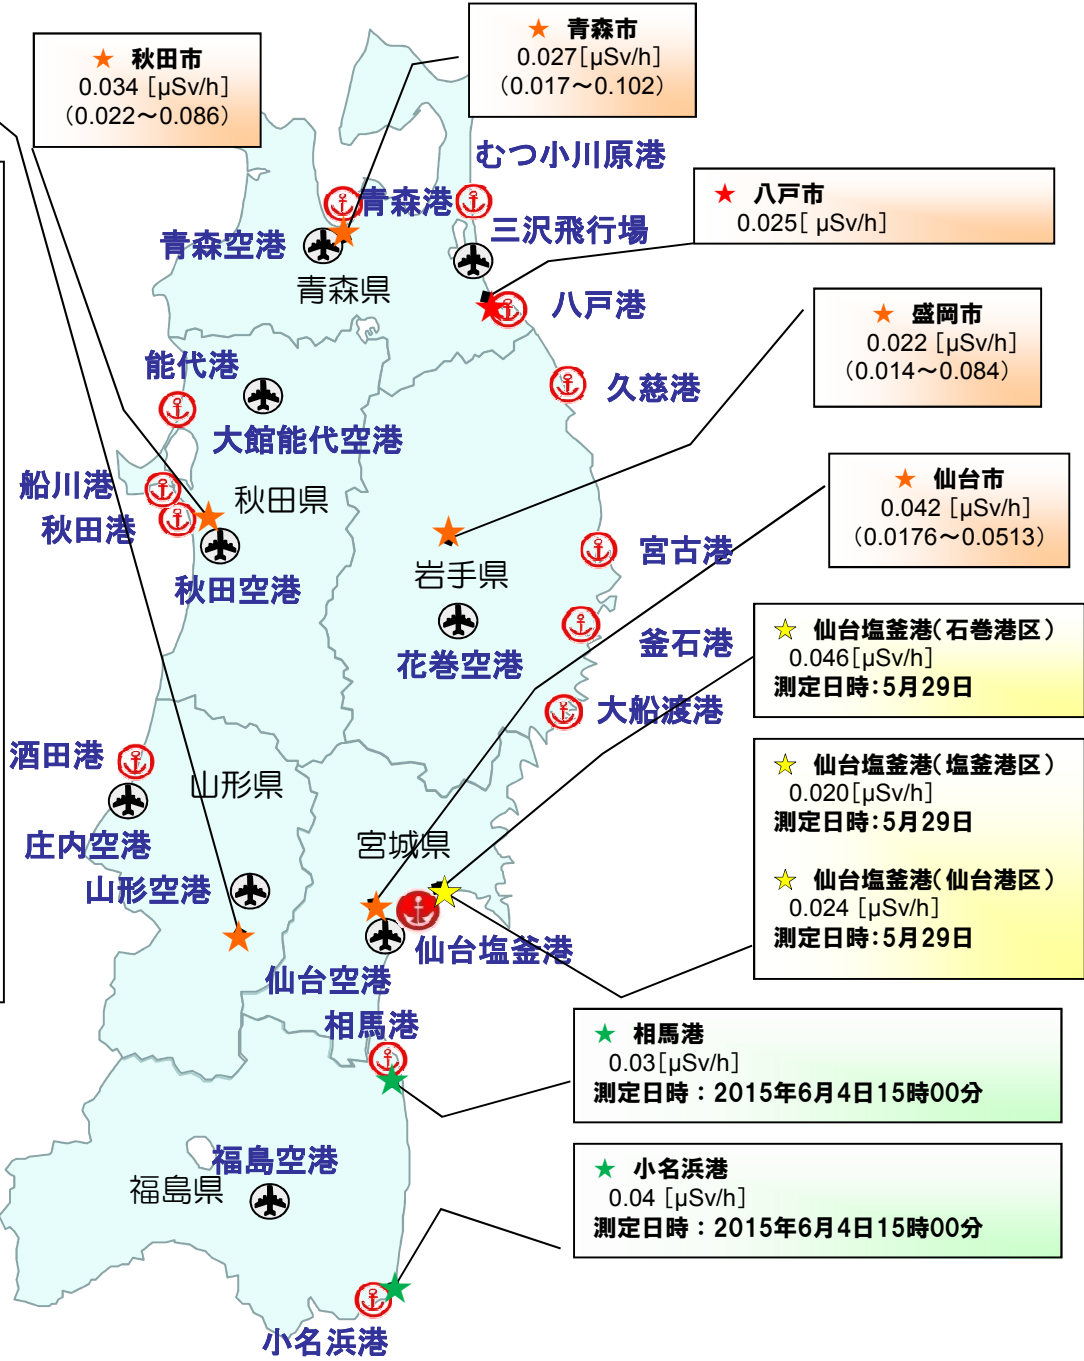 ★ 秋田市
0.034 [μSv/h]
（0.022～0.086）
★ 青森市
0.027[μSv/h]
（0.017～0.102）
むつ小川原港
★ 八戸市
0.025[ μSv/h]
青森港
三沢飛行場
青森空港
青森県
八戸港
★ 盛岡市
0.022 [μSv/h]
（0.014～0.084）
能代港
久慈港
大館能代空港
★ 仙台市
0.042 [μSv/h]
（0.0176～0.0513）
船川港
秋田県
秋田港
宮古港
岩手県
秋田空港
釜石港
花巻空港
★ 仙台塩釜港（石巻港区）
0.046[μSv/h]
測定日時：5月29日
大船渡港
酒田港
山形県
★ 仙台塩釜港（塩釜港区）
0.020[μSv/h]
測定日時：5月29日
★ 仙台塩釜港（仙台港区）
0.024 [μSv/h]
測定日時：5月29日
庄内空港
宮城県
山形空港
仙台塩釜港
仙台空港
相馬港
★ 相馬港
0.03[μSv/h]
測定日時：2015年6月4日15時00分
福島空港
福島県
★ 小名浜港
0.04 [μSv/h]
測定日時：2015年6月4日15時00分
小名浜港